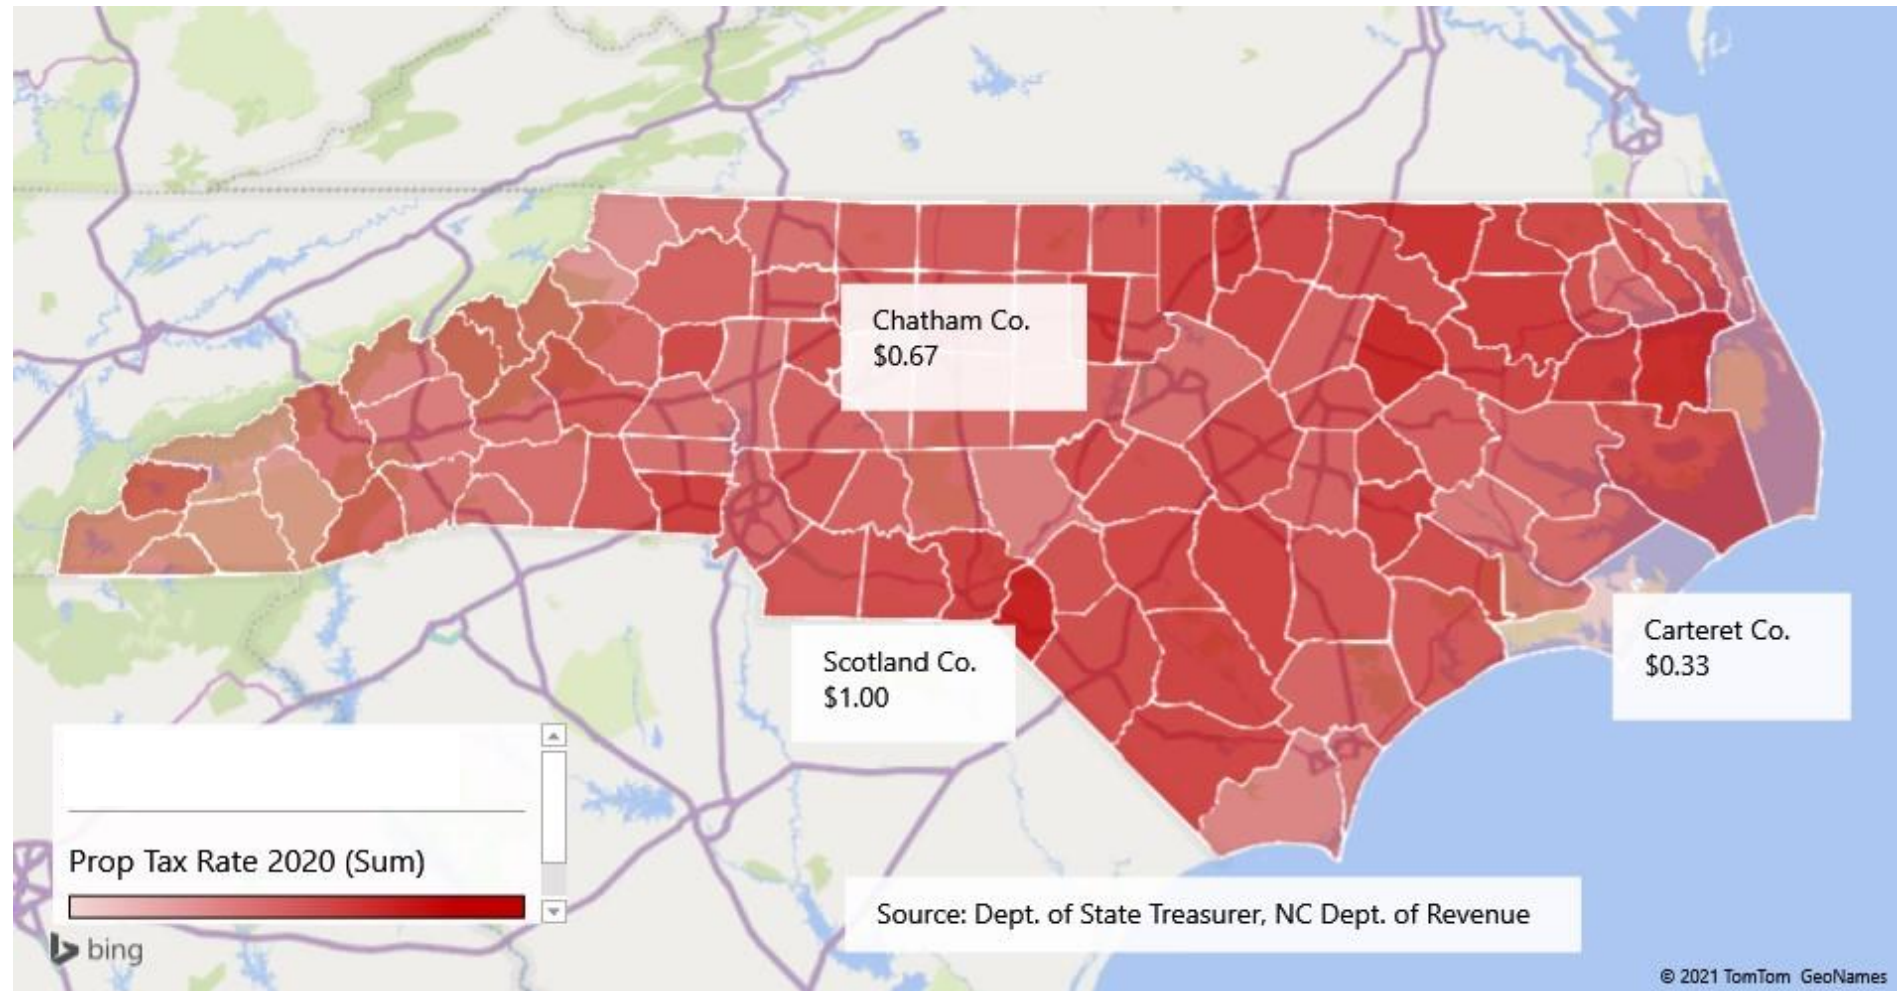 Chatham Co.
$0.67
Scotland Co.
$1.00
Carteret Co.
$0.33
Prop Tax Rate 2020 (Sum)
Source: Dept. of State Treasurer, NC Dept. of Revenue
bing
© 2021 TomTom GeoNames